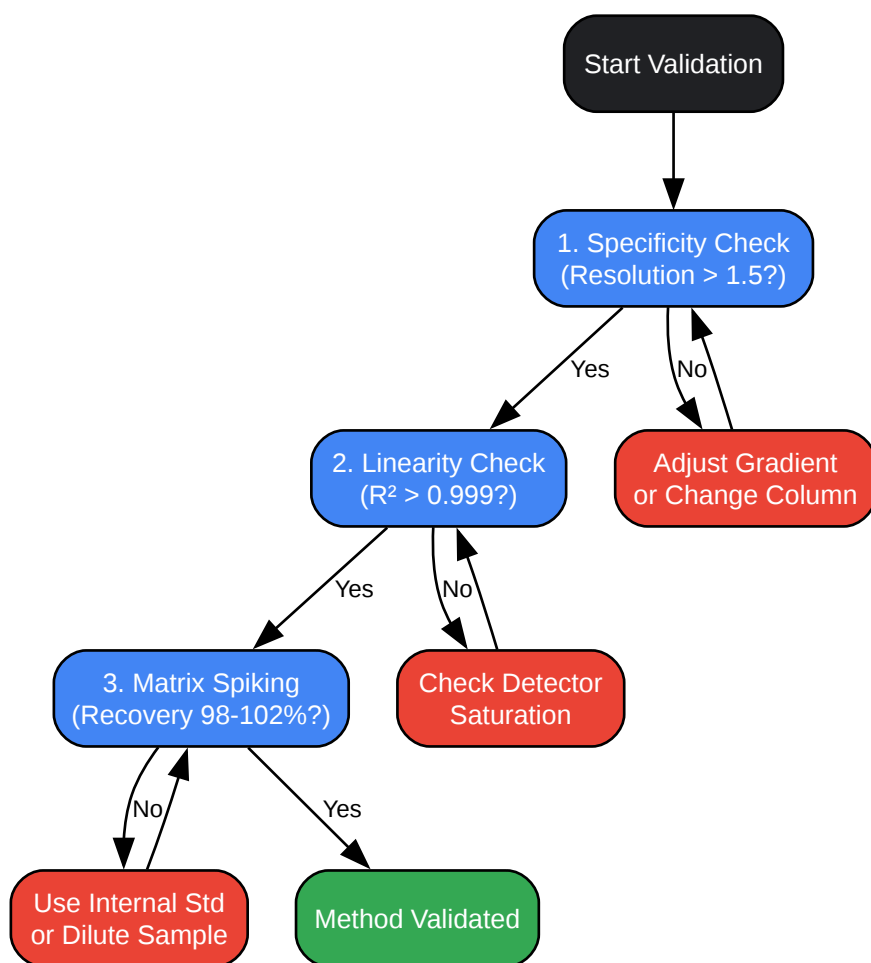 Start Validation
1. Specificity Check
(Resolution > 1.5?)
Yes
No
2. Linearity Check
(R² > 0.999?)
Adjust Gradient
or Change Column
Yes
No
3. Matrix Spiking
(Recovery 98-102%?)
Check Detector
Saturation
No
Yes
Use Internal Std
or Dilute Sample
Method Validated